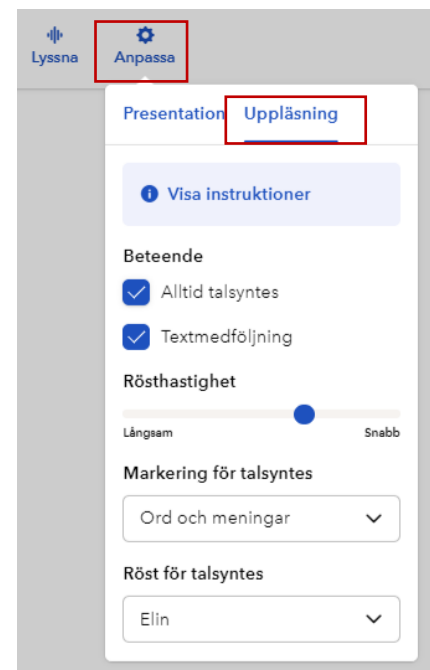 Lyssna Anpassa
Presentation Uppläsning
Visa instruktioner
Beteende
Alltid talsyntes
Textmedföljning
Rösthastighet
Långsam Snabb
Markering för talsyntes
Ord och meningar
Röst för talsyntes
Elin